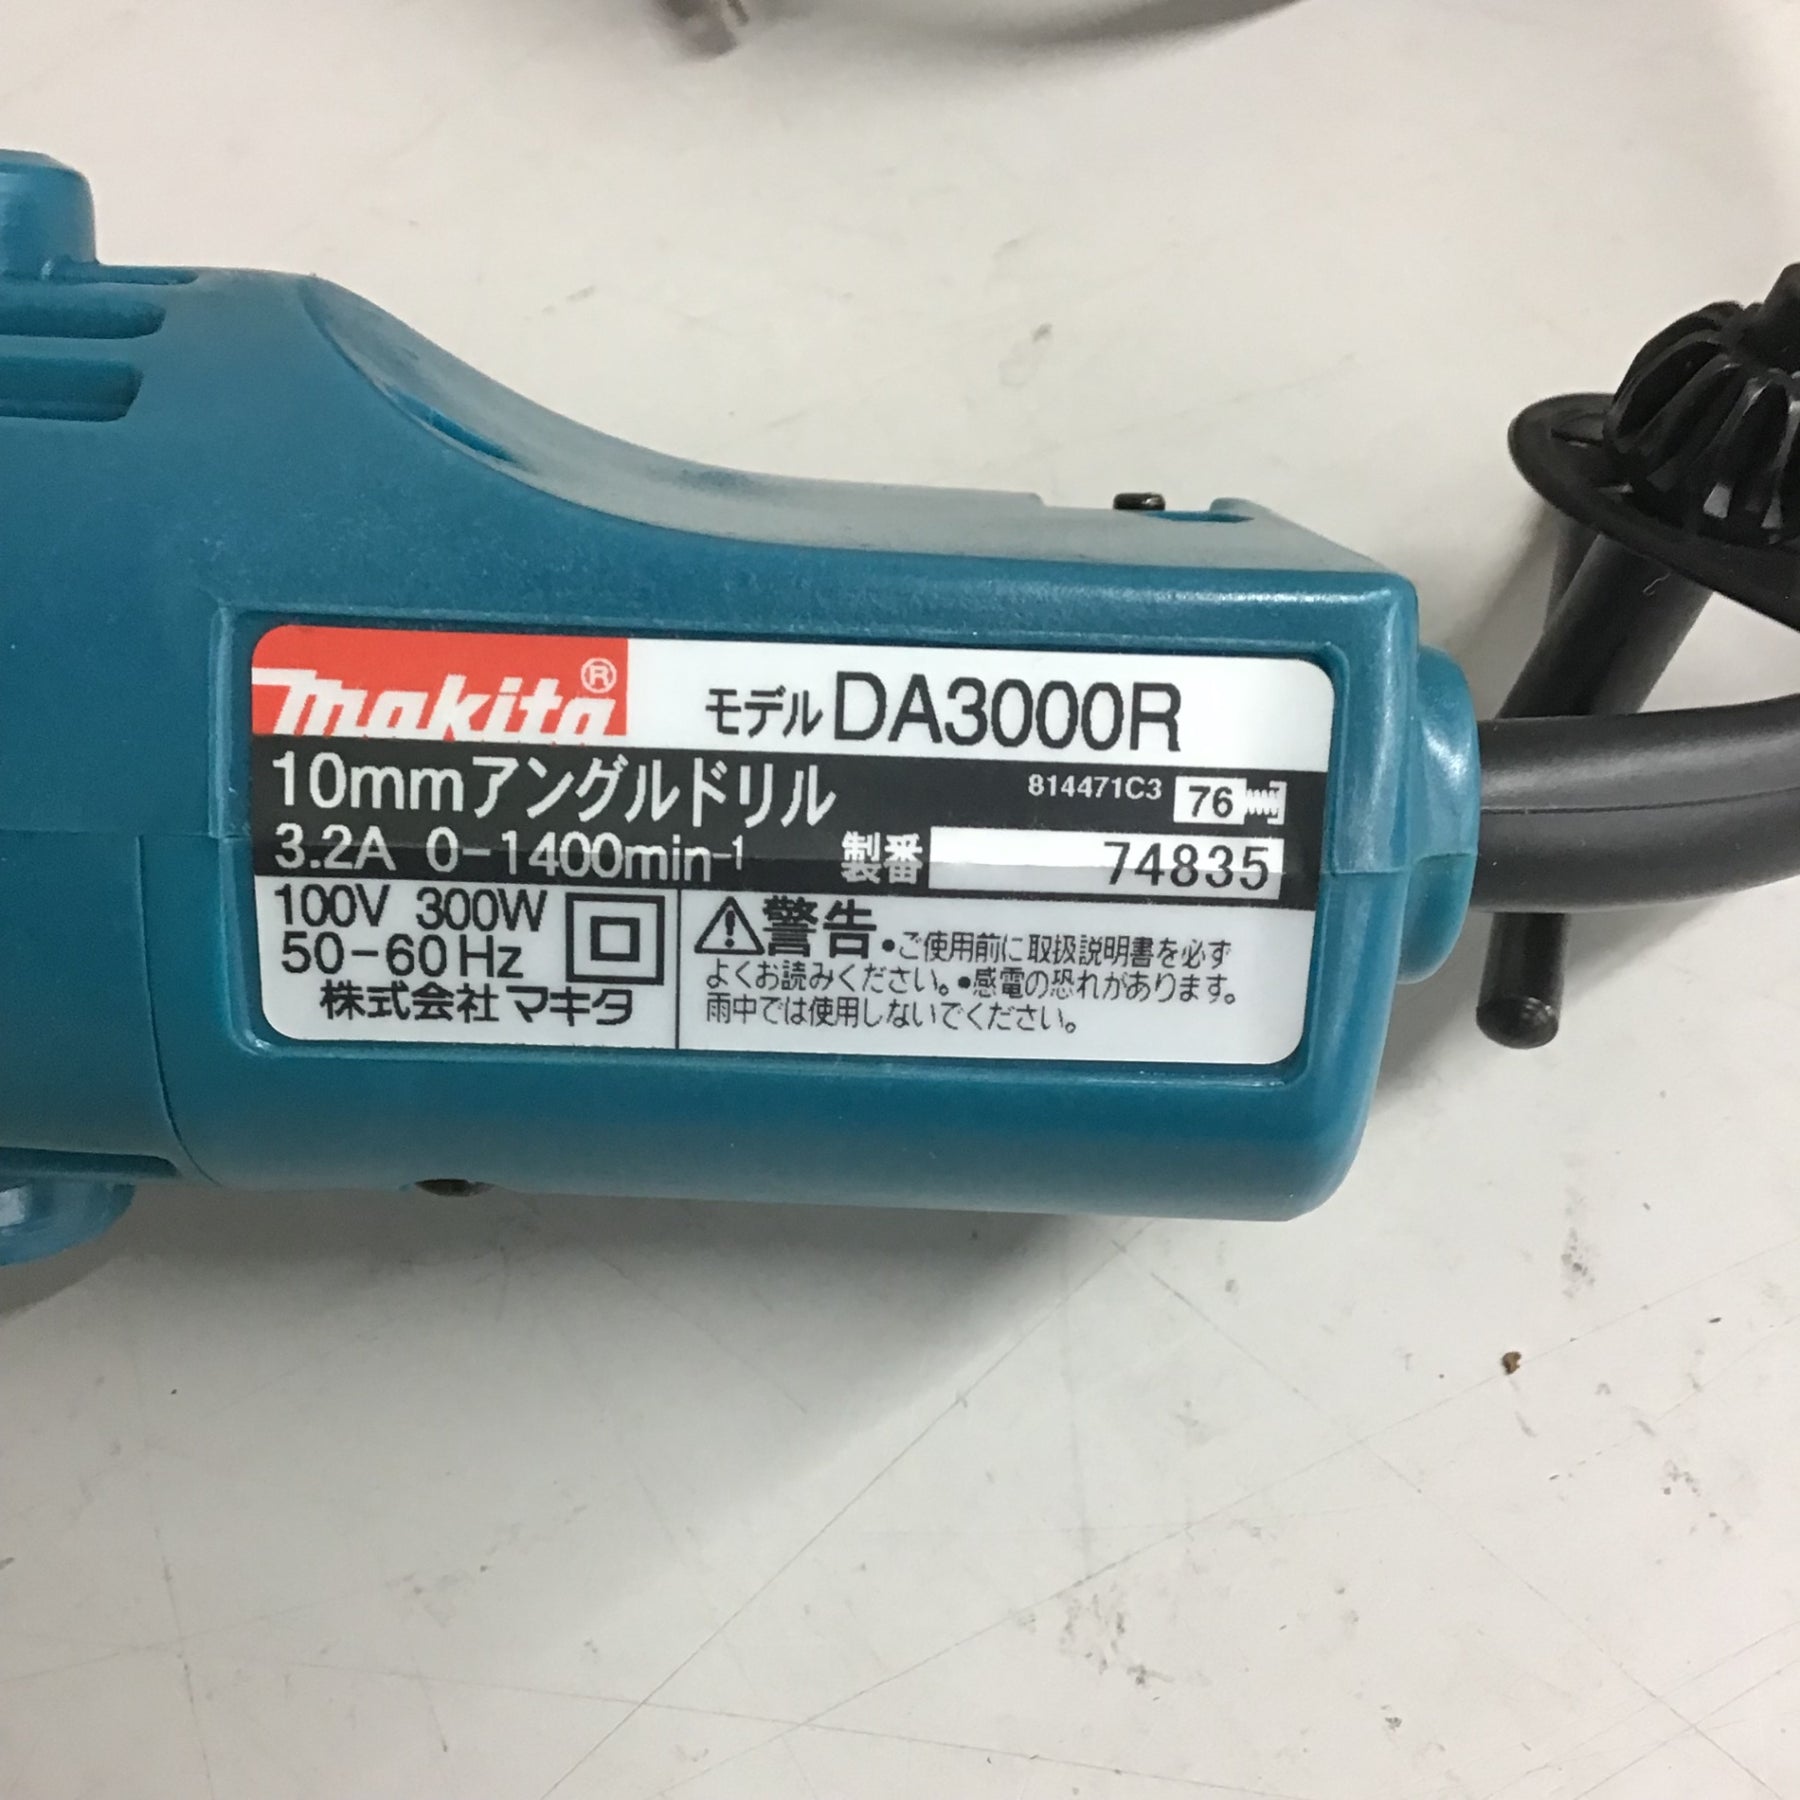 makita®
モデル DA3000R
10mmアングルドリル 814471C3 76
3.2A 0-1400min-1 製番 74835
100V 300W
50-60Hz
株式会社マキタ
⚠警告 ●ご使用前に取扱説明書を必ず
よくお読みください。●感電の恐れがあります。
雨中では使用しないでください。